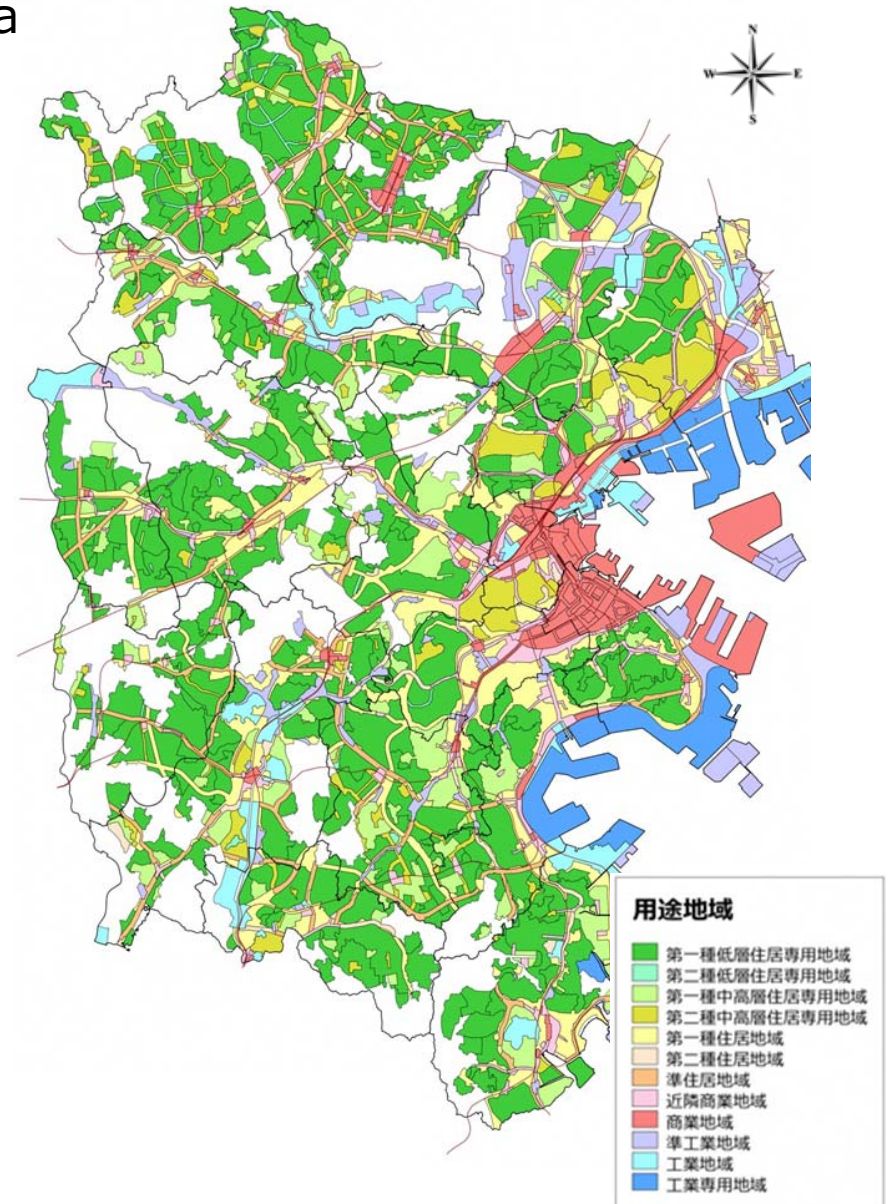 a
N
W E
S
用途地域
第一種低層住居専用地域
第二種低層住居専用地域
第一種中高層住居専用地域
第二種中高層住居専用地域
第一種住居地域
第二種住居地域
準住居地域
近隣商業地域
商業地域
準工業地域
工業地域
工業専用地域